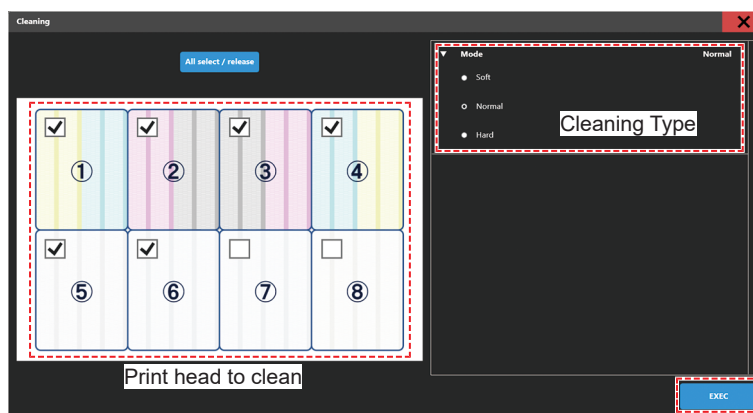 Cleaning
All select / release
① ② ③ ④
⑤ ⑥ ⑦ ⑧
Print head to clean
Mode Normal
Soft
Normal
Hard
Cleaning Type
EXEC